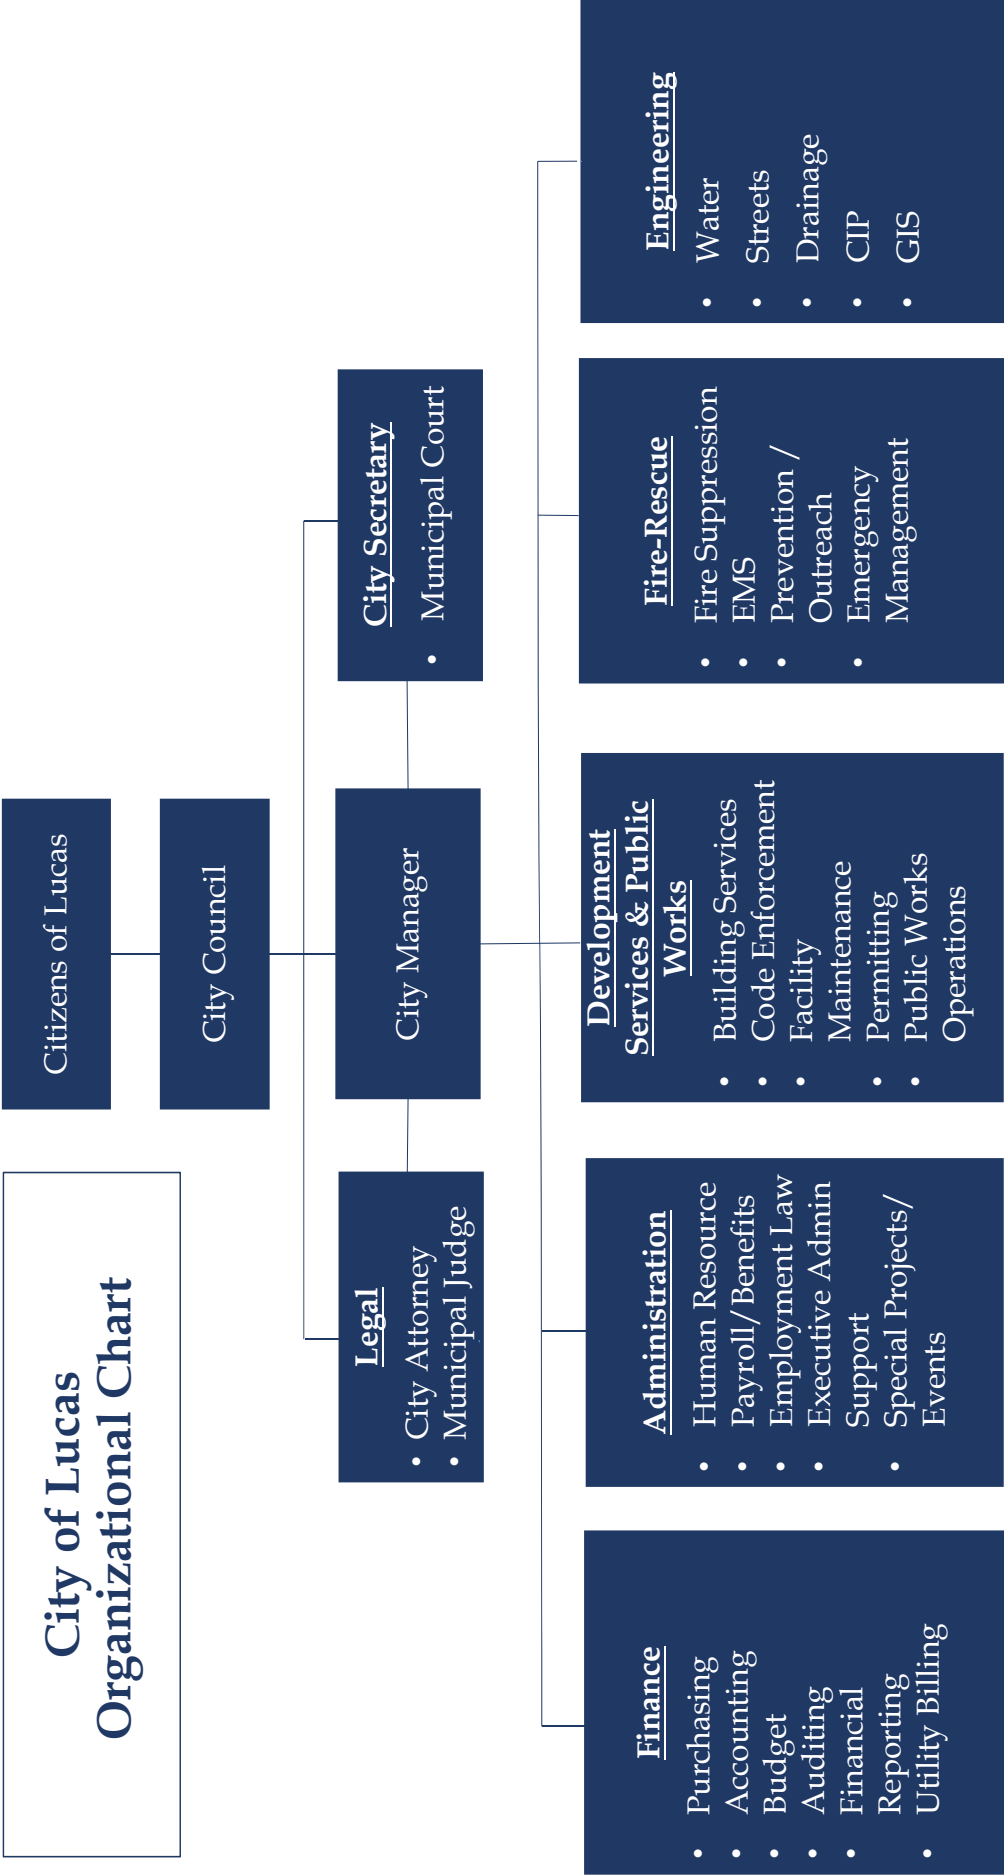 City of Lucas
Organizational Chart
Citizens of Lucas
City Council
City Manager
Legal
• City Attorney
• Municipal Judge
City Secretary
• Municipal Court
Finance
• Purchasing
• Accounting
• Budget
• Auditing
• Financial
Reporting
• Utility Billing
Administration
• Human Resource
• Payroll/Benefits
• Employment Law
• Executive Admin
Support
• Special Projects/
Events
Development
Services & Public
Works
• Building Services
• Code Enforcement
• Facility
Maintenance
• Permitting
• Public Works
Operations
Fire-Rescue
• Fire Suppression
• EMS
• Prevention /
Outreach
• Emergency
Management
Engineering
• Water
• Streets
• Drainage
• CIP
• GIS